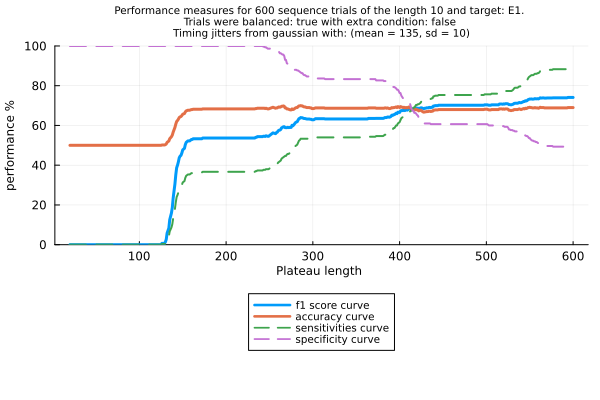 Performance measures for 600 sequence trials of the length 10 and target: E1.
Trials were balanced: true with extra condition: false
Timing jitters from gaussian with: (mean = 135, sd = 10)
100
80
60
40
20
0
performance %
100 200 300 400 500 600
Plateau length
f1 score curve
accuracy curve
sensitivities curve
specificity curve